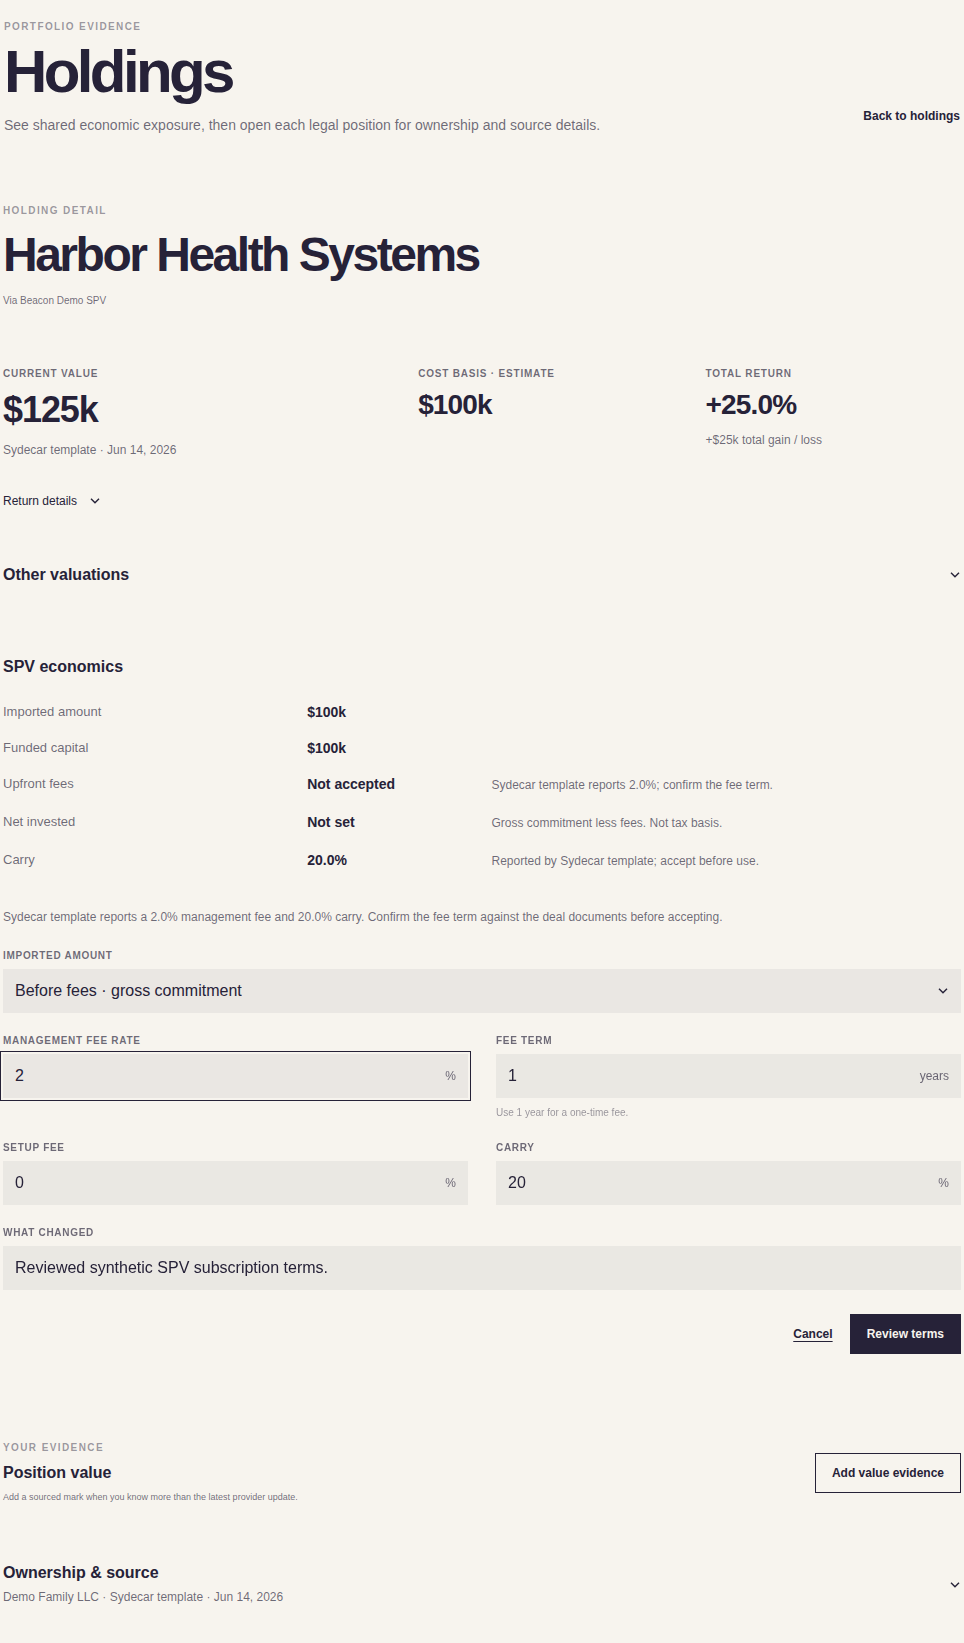 PORTFOLIO EVIDENCE
Holdings
See shared economic exposure, then open each legal position for ownership and source details.
Back to holdings
HOLDING DETAIL
Harbor Health Systems
Via Beacon Demo SPV
CURRENT VALUE
$125k
Sydecar template · Jun 14, 2026
COST BASIS · ESTIMATE
$100k
TOTAL RETURN
+25.0%
+$25k total gain / loss
Return details
Other valuations
SPV economics
Imported amount $100k
Funded capital $100k
Upfront fees Not accepted Sydecar template reports 2.0%; confirm the fee term.
Net invested Not set Gross commitment less fees. Not tax basis.
Carry 20.0% Reported by Sydecar template; accept before use.
Sydecar template reports a 2.0% management fee and 20.0% carry. Confirm the fee term against the deal documents before accepting.
IMPORTED AMOUNT
Before fees · gross commitment
MANAGEMENT FEE RATE
2 %
FEE TERM
1 years
Use 1 year for a one-time fee.
SETUP FEE
0 %
CARRY
20 %
WHAT CHANGED
Reviewed synthetic SPV subscription terms.
Cancel Review terms
YOUR EVIDENCE
Position value
Add a sourced mark when you know more than the latest provider update.
Add value evidence
Ownership & source
Demo Family LLC · Sydecar template · Jun 14, 2026